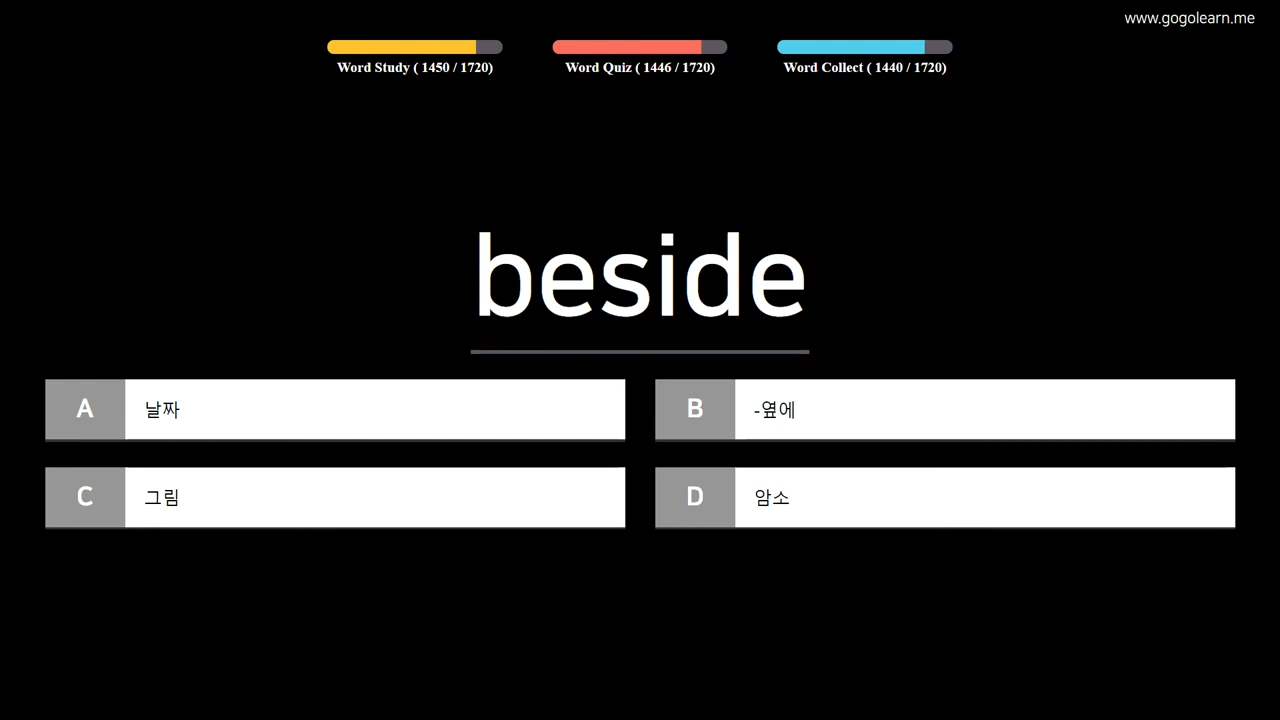 www.gogolearn.me
Word Study ( 1450 / 1720)
Word Quiz ( 1446 / 1720)
Word Collect ( 1440 / 1720)
beside
A 날짜
B -옆에
C 그림
D 암소